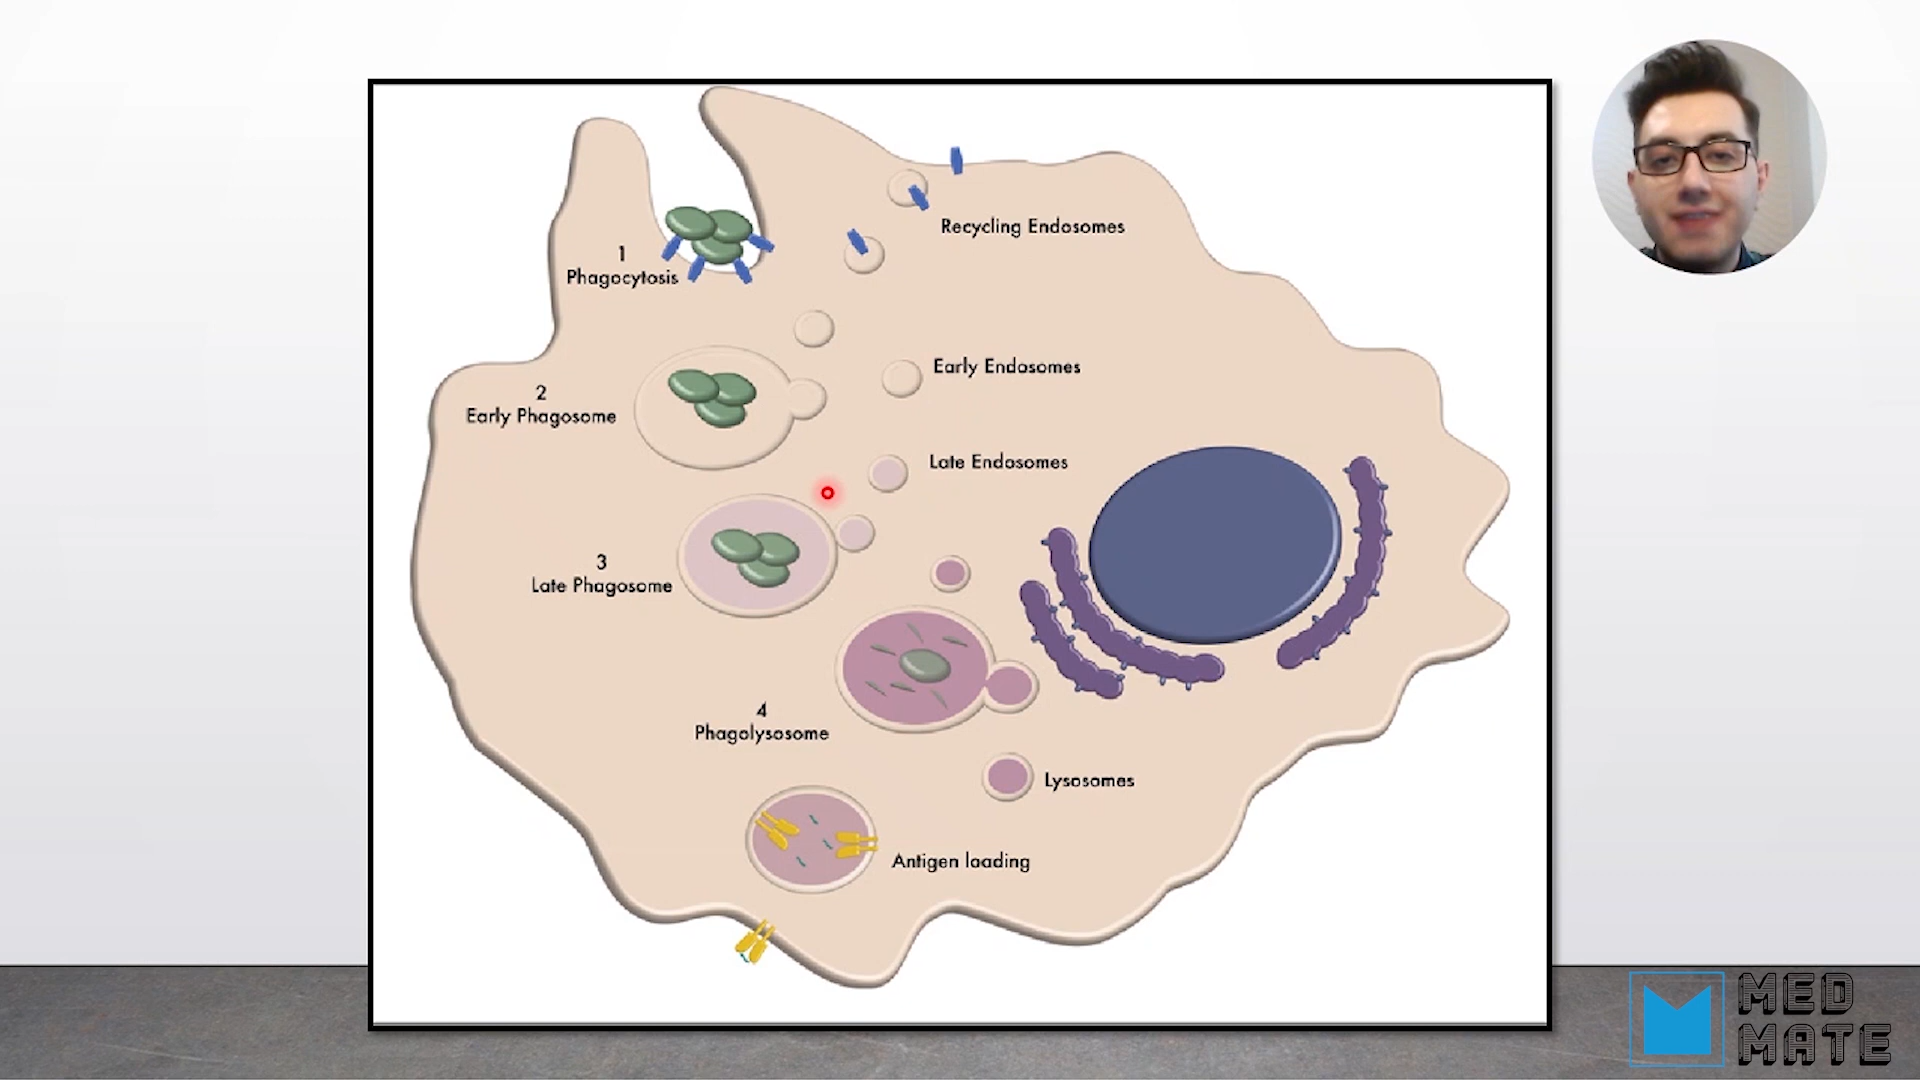 Recycling Endosomes
1
Phagocytosis
Early Endosomes
2
Early Phagosome
Late Endosomes
3
Late Phagosome
4
Phagolysosome
Lysosomes
Antigen loading
MED
MATE